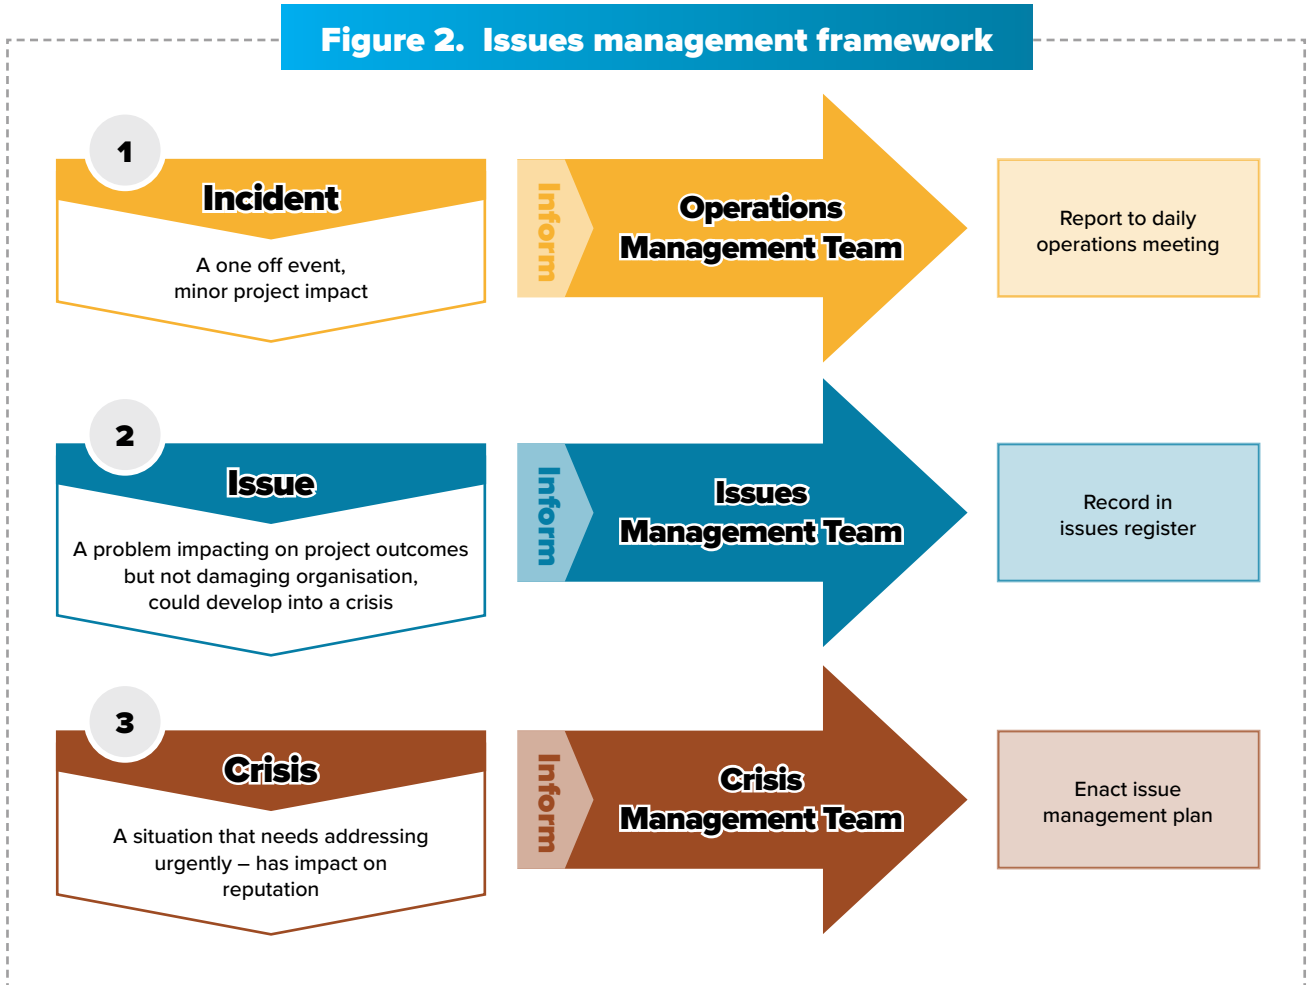 Figure 2. Issues management framework
1
Incident
A one off event,
minor project impact
Inform
Operations
Management Team
Report to daily
operations meeting
2
Issue
A problem impacting on project outcomes
but not damaging organisation,
could develop into a crisis
Inform
Issues
Management Team
Record in
issues register
3
Crisis
A situation that needs addressing
urgently – has impact on
reputation
Inform
Crisis
Management Team
Enact issue
management plan